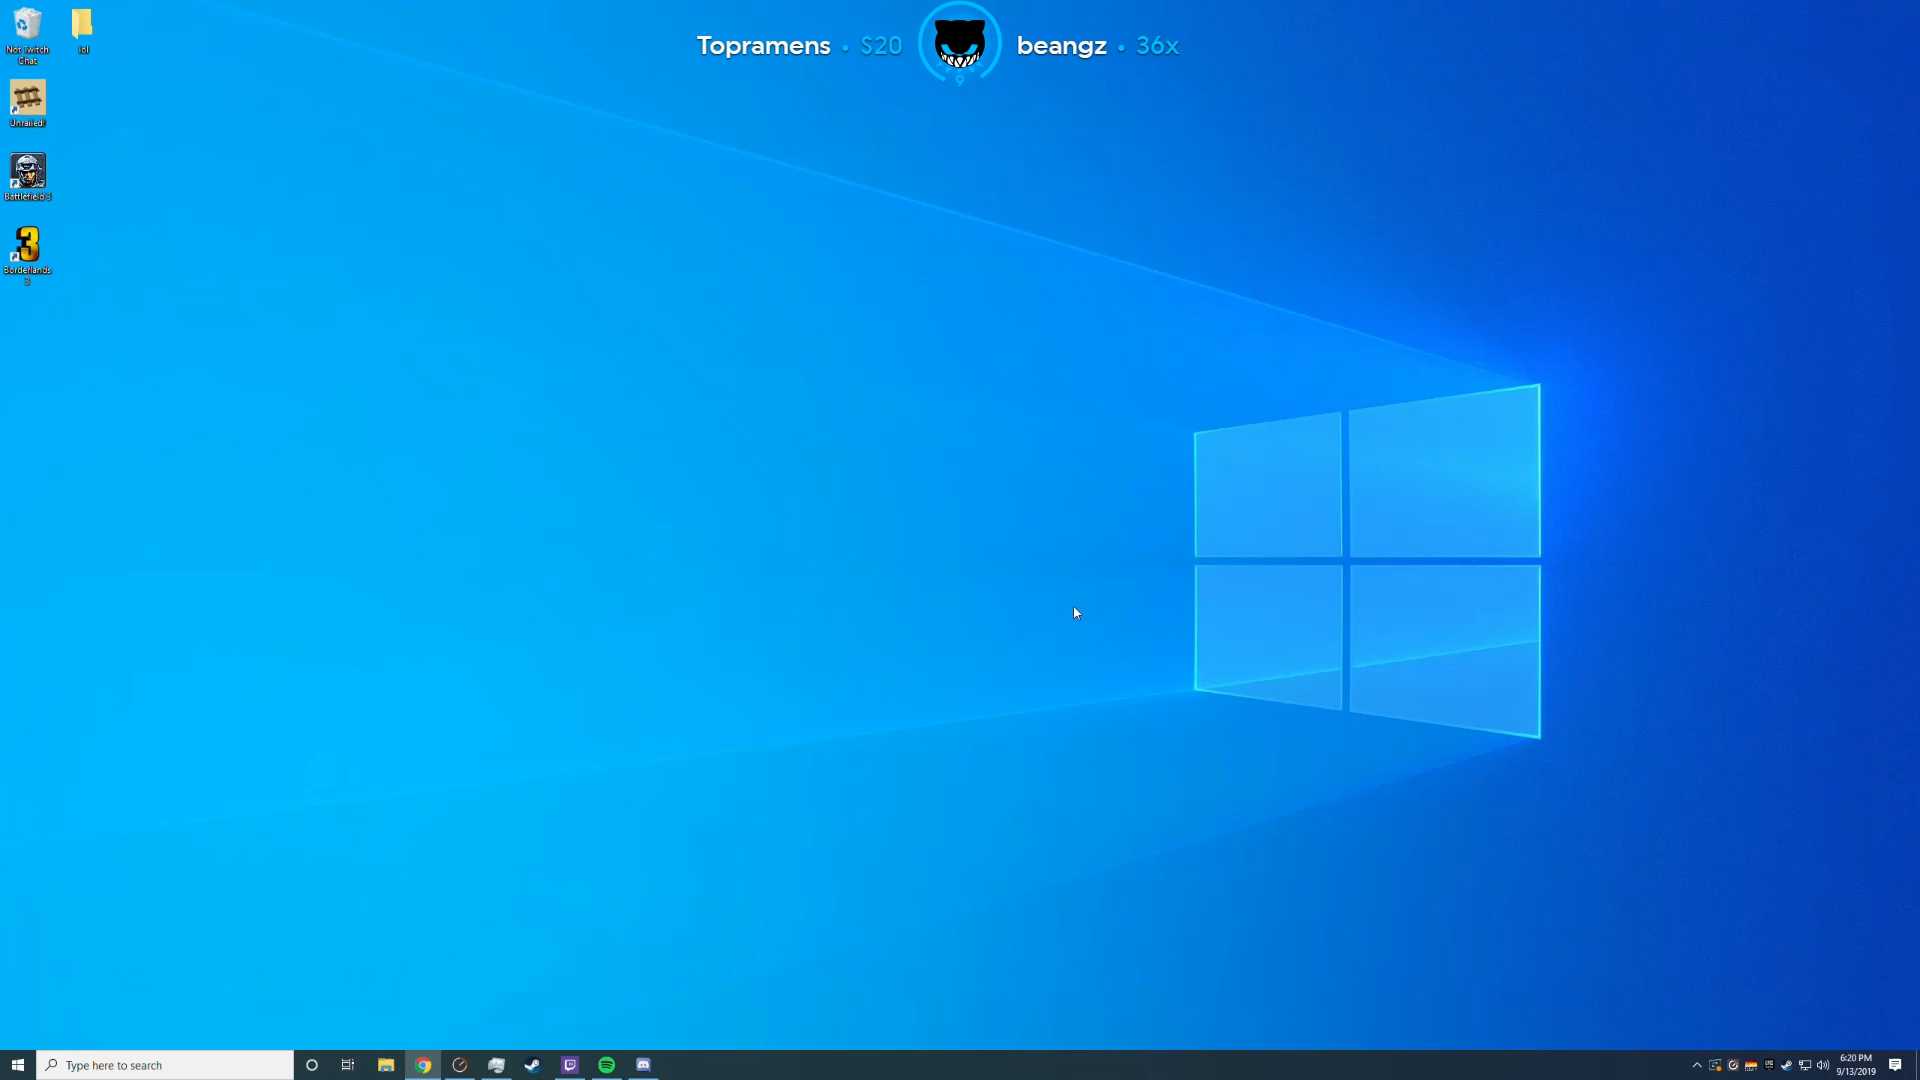 Topramens • $20
beangz • 36x
9
Not Twitch
Chat
lol
Unrailed!
Battlefield 3
Borderlands
3
Type here to search
6:20 PM
9/13/2019